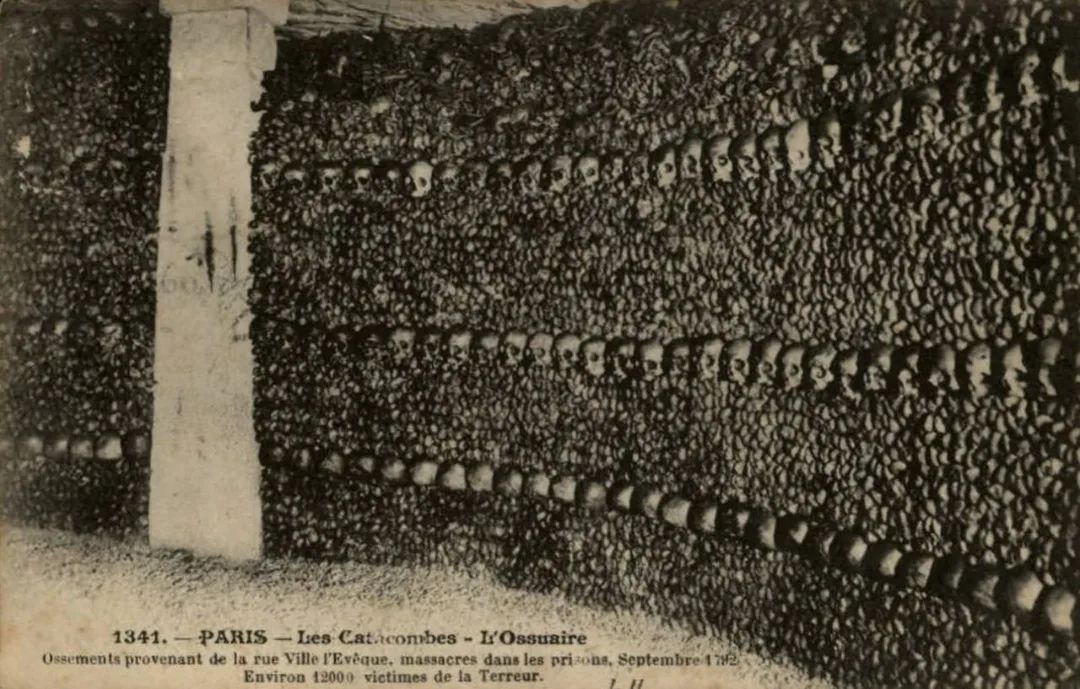 1341. — PARIS — Les Catacombes - L'Ossuaire
Ossements provenant de la rue Ville l'Evêque, massacres dans les prisons, Septembre 1792
Environ 12000 victimes de la Terreur.